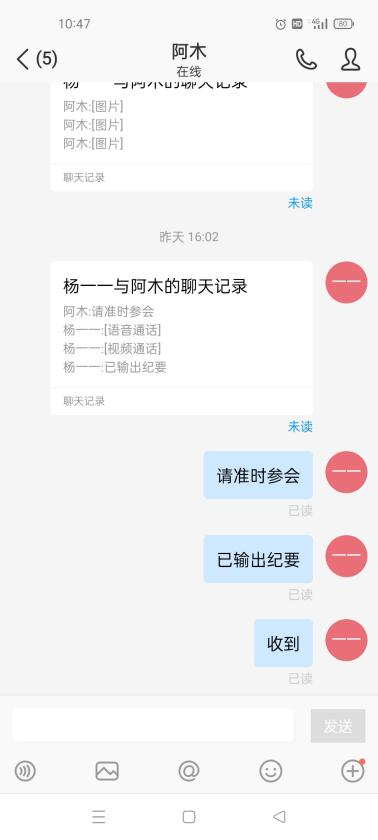 10:47
HD
4G
80
(5)
阿木
在线
杨一一与阿木的聊天记录
阿木:[图片]
阿木:[图片]
阿木:[图片]
聊天记录
未读
昨天 16:02
杨一一与阿木的聊天记录
阿木:请准时参会
杨一一:[语音通话]
杨一一:[视频通话]
杨一一:已输出纪要
聊天记录
未读
一一
请准时参会
一一
已读
已输出纪要
一一
已读
收到
一一
已读
发送